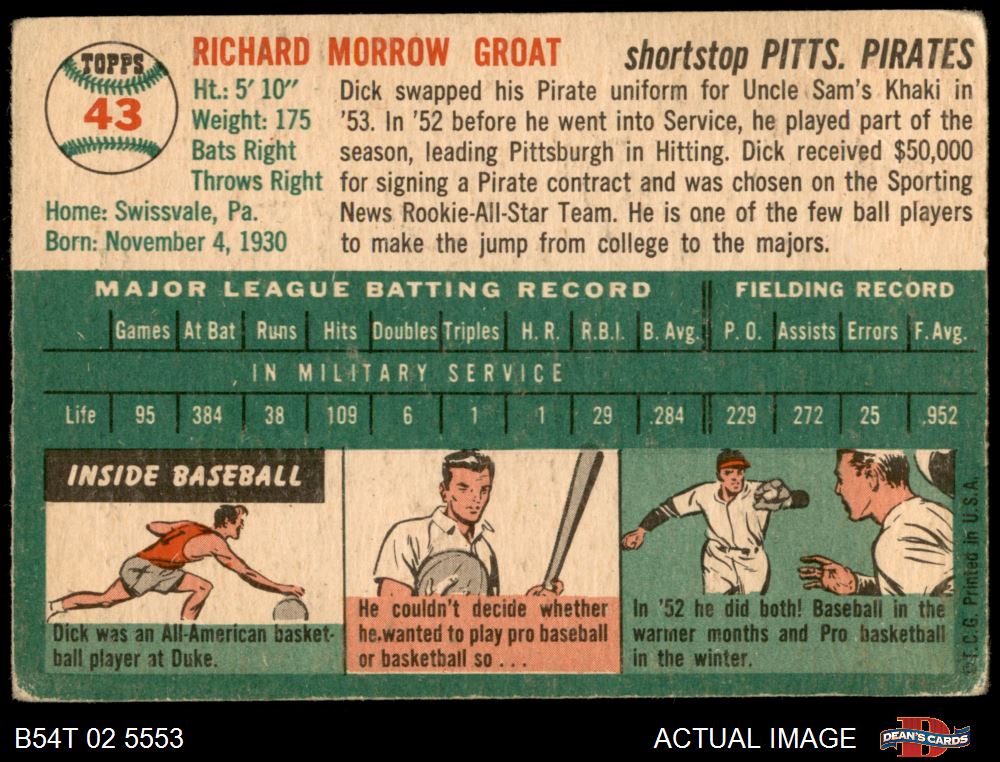 TOPPS
43
RICHARD MORROW GROAT
shortstop PITTS. PIRATES
Ht.: 5' 10"
Weight: 175
Bats Right
Throws Right
Home: Swissvale, Pa.
Born: November 4, 1930
Dick swapped his Pirate uniform for Uncle Sam's Khaki in
'53. In '52 before he went into Service, he played part of the
season, leading Pittsburgh in Hitting. Dick received $50,000
for signing a Pirate contract and was chosen on the Sporting
News Rookie-All-Star Team. He is one of the few ball players
to make the jump from college to the majors.
MAJOR LEAGUE BATTING RECORD FIELDING RECORD
Games At Bat Runs Hits Doubles Triples H. R. R.B.I. B. Avg. P. O. Assists Errors F. Avg.
IN MILITARY SERVICE
Life 95 384 38 109 6 1 1 29 .284 229 272 25 .952
INSIDE BASEBALL
Dick was an All-American basket-
ball player at Duke.
He couldn't decide whether
he wanted to play pro baseball
or basketball so . . .
In '52 he did both! Baseball in the
warmer months and Pro basketball
in the winter.
© T. C. G. Printed in U. S. A.
B54T 02 5553
ACTUAL IMAGE
D
DEAN'S CARDS